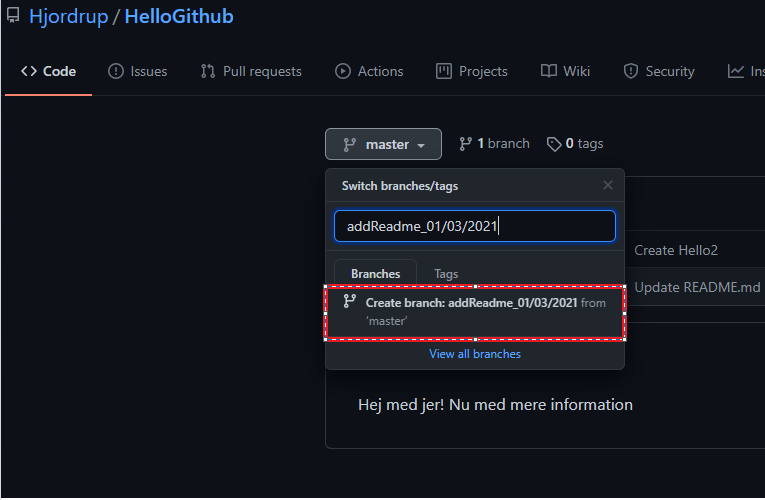 Hjordrup / HelloGithub
Code Issues Pull requests Actions Projects Wiki Security
master 1 branch 0 tags
Switch branches/tags
addReadme_01/03/2021
Create Hello2
Branches Tags
Update README.md
Create branch: addReadme_01/03/2021 from
'master'
View all branches
Hej med jer! Nu med mere information